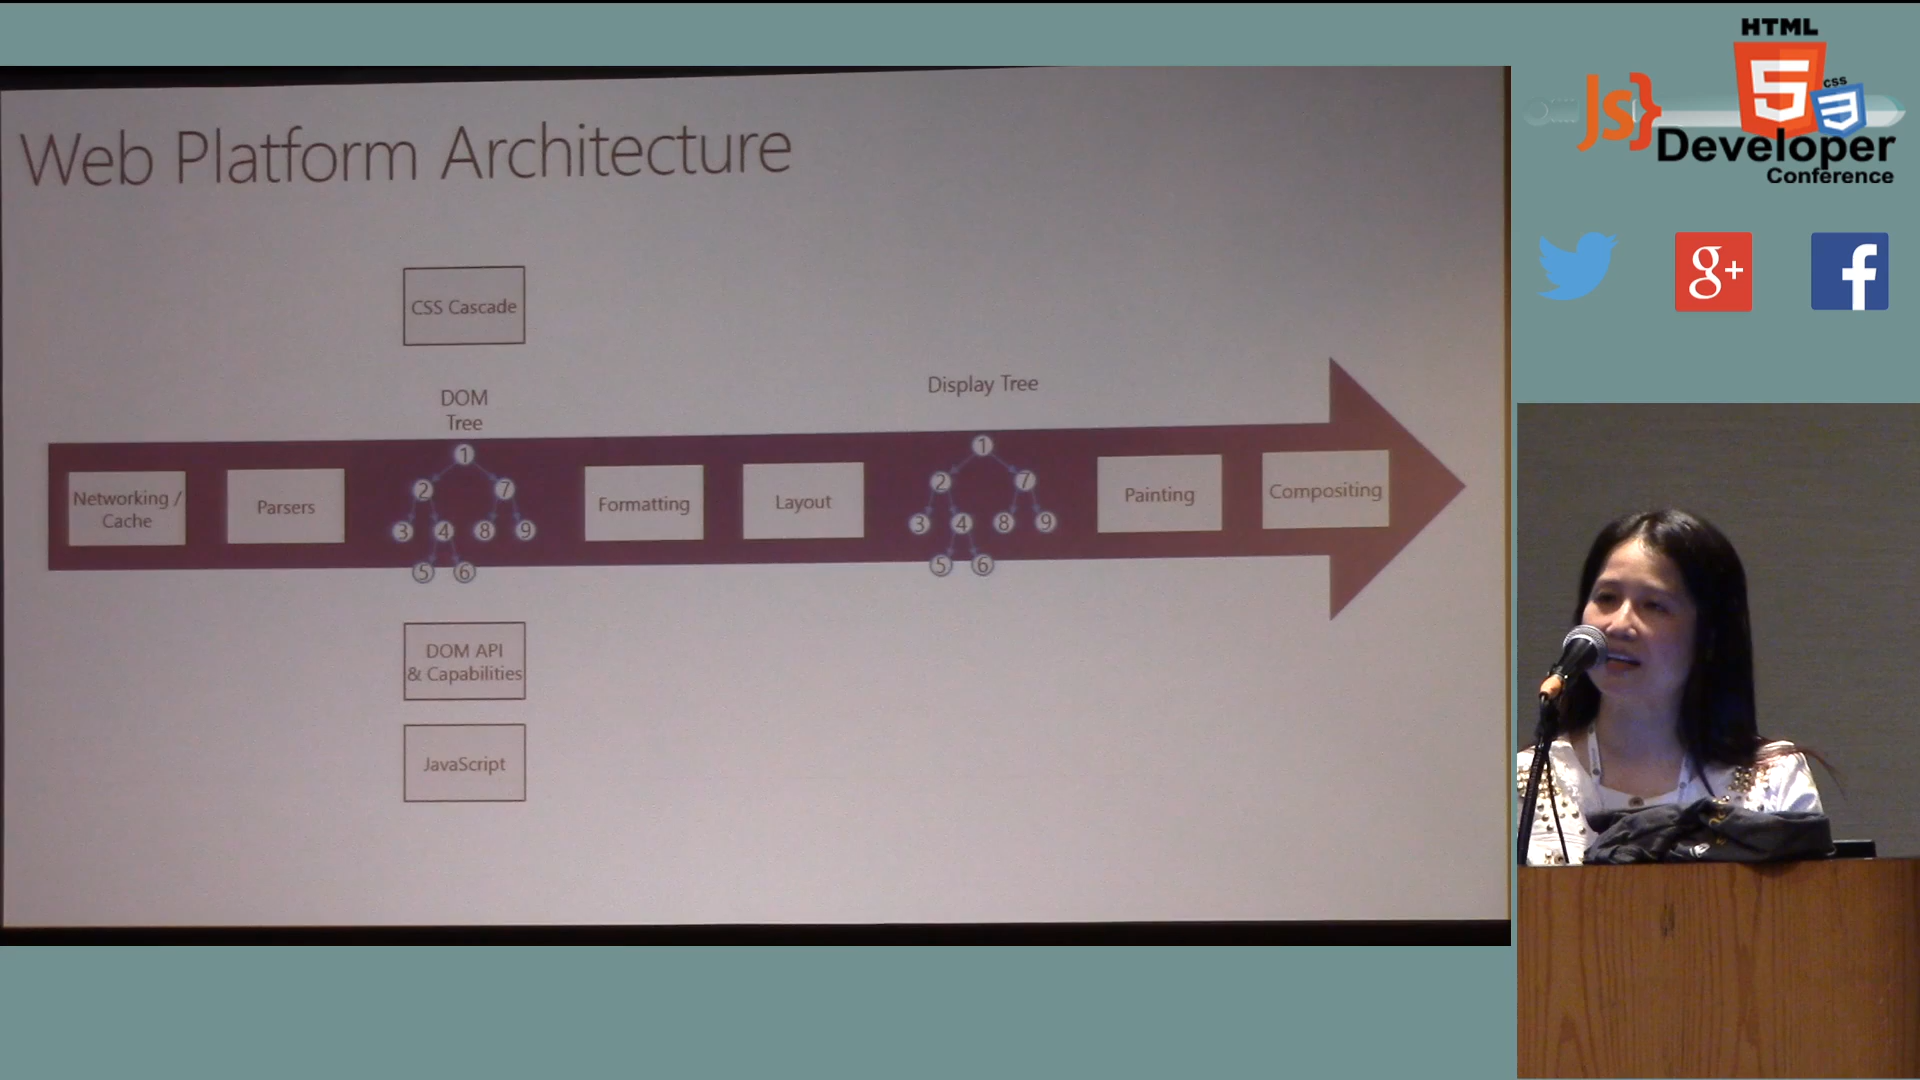 HTML
JS}
5
CSS
3
Developer
Conference
g+
f
Web Platform Architecture
CSS Cascade
DOM
Tree
Display Tree
Networking /
Cache
Parsers
1
2
7
3
4
8
9
5
6
Formatting
Layout
1
2
7
3
4
8
9
5
6
Painting
Compositing
DOM API
& Capabilities
JavaScript